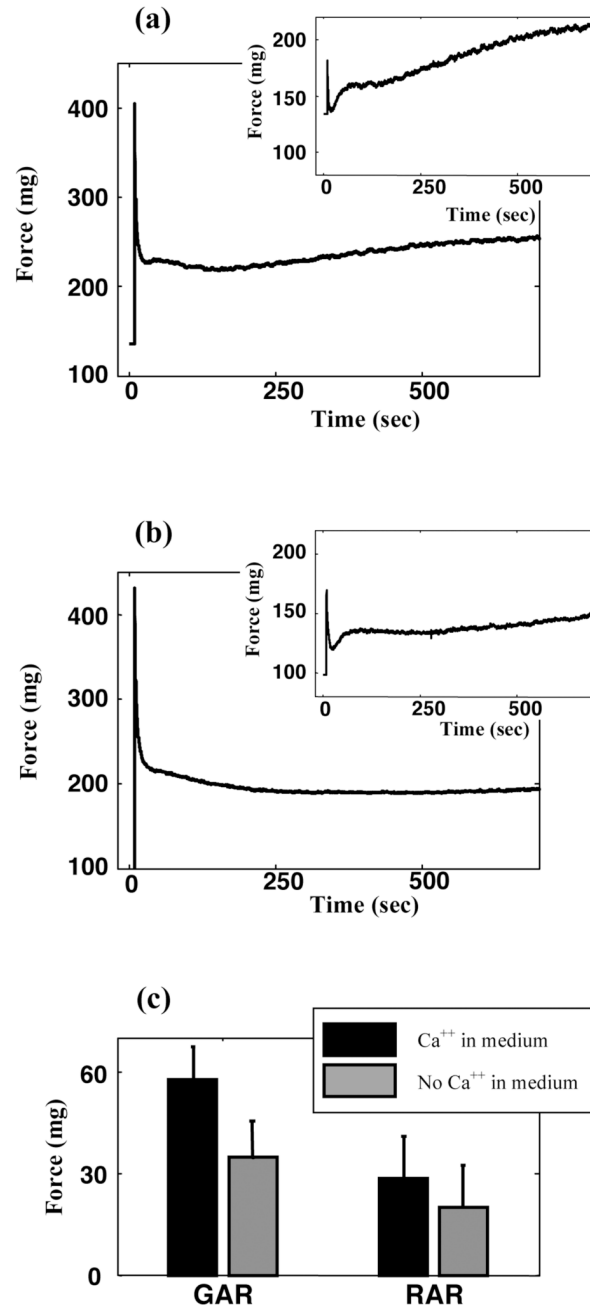 (a)
Force (mg)
400
300
200
100
0
250
500
Time (sec)
Force (mg)
200
150
100
0
250
500
Time (sec)
(b)
Force (mg)
400
300
200
100
0
250
500
Time (sec)
Force (mg)
200
150
100
0
250
500
Time (sec)
(c)
Force (mg)
60
30
0
GAR
RAR
Ca⁺⁺ in medium
No Ca⁺⁺ in medium